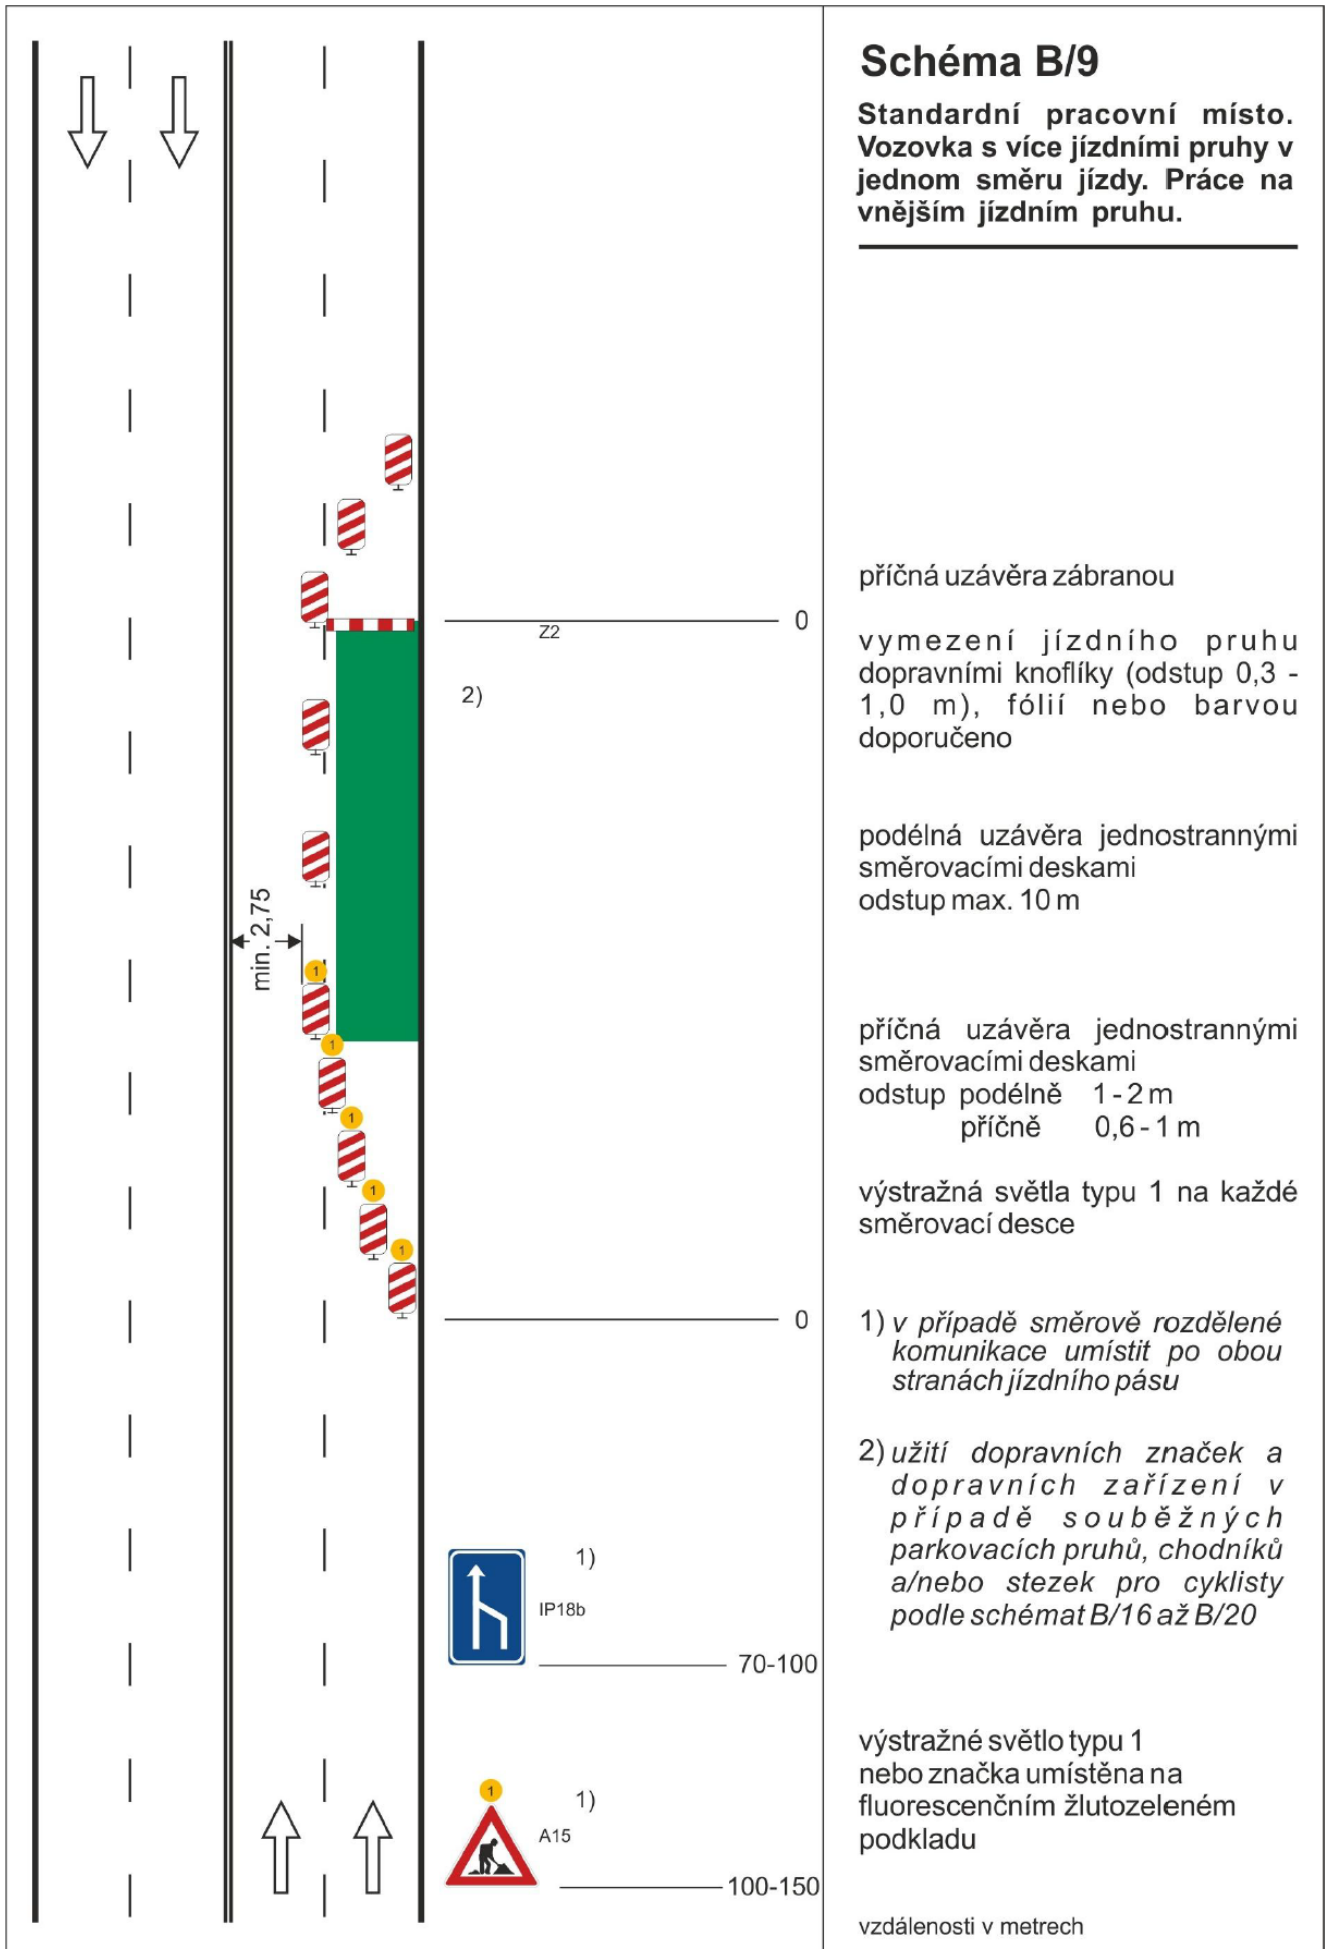 Schéma B/9
Standardní pracovní místo.
Vozovka s více jízdními pruhy v
jednom směru jízdy. Práce na
vnějším jízdním pruhu.
příčná uzávěra zábranou
0
Z2
vymezení jízdního pruhu
dopravními knoflíky (odstup 0,3 -
1,0 m), fólií nebo barvou
doporučeno
2)
podélná uzávěra jednostrannými
směrovacími deskami
odstup max. 10 m
min. 2,75
1
1
1
1
1
příčná uzávěra jednostrannými
směrovacími deskami
odstup podélně 1 - 2 m
příčně 0,6 - 1 m
výstražná světla typu 1 na každé
směrovací desce
0
1) v případě směrově rozdělené
komunikace umístit po obou
stranách jízdního pásu
2) užití dopravních značek a
dopravních zařízení v
případě souběžných
parkovacích pruhů, chodníků
a/nebo stezek pro cyklisty
podle schémat B/16 až B/20
1)
IP18b
70-100
výstražné světlo typu 1
nebo značka umístěna na
fluorescenčním žlutozeleném
podkladu
1
1)
A15
100-150
vzdálenosti v metrech